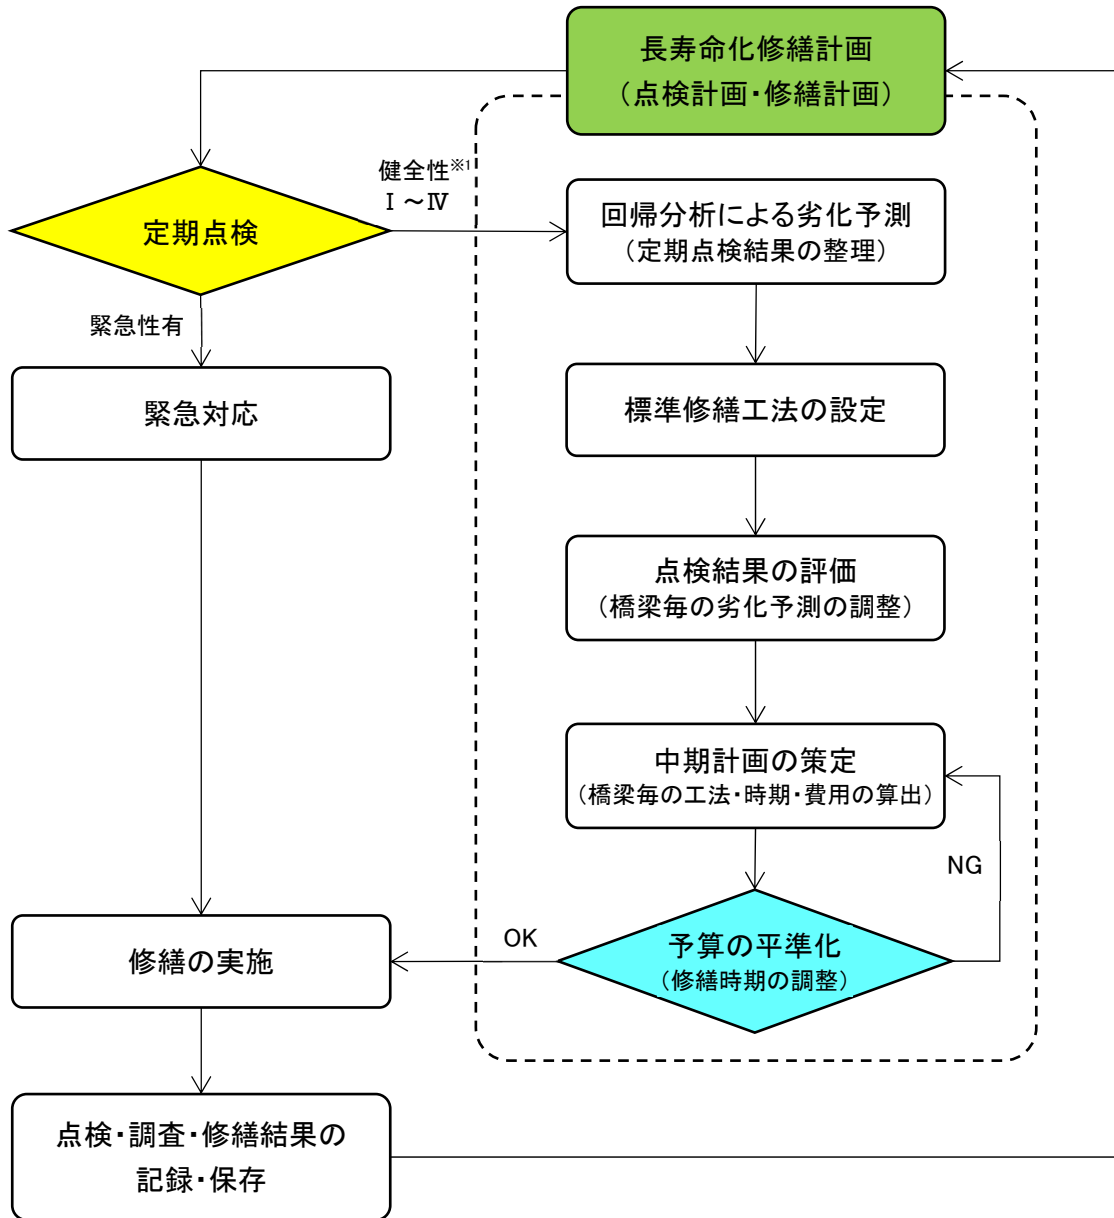 長寿命化修繕計画
（点検計画・修繕計画）
健全性※1
Ⅰ ～Ⅳ
定期点検
回帰分析による劣化予測
（定期点検結果の整理）
緊急性有
緊急対応
標準修繕工法の設定
点検結果の評価
（橋梁毎の劣化予測の調整）
中期計画の策定
（橋梁毎の工法・時期・費用の算出）
NG
OK
予算の平準化
（修繕時期の調整）
修繕の実施
点検・調査・修繕結果の
記録・保存